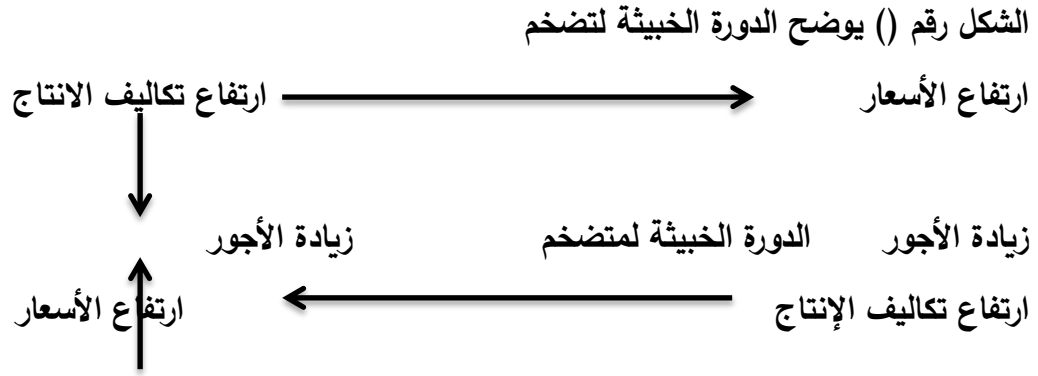 الشكل رقم () يوضح الدورة الخبيثة لتضخم
ارتفاع الأسعار ارتفاع تكاليف الانتاج
زيادة الأجور الدورة الخبيثة لمتضخم زيادة الأجور
ارتفاع تكاليف الإنتاج ارتفاع الأسعار